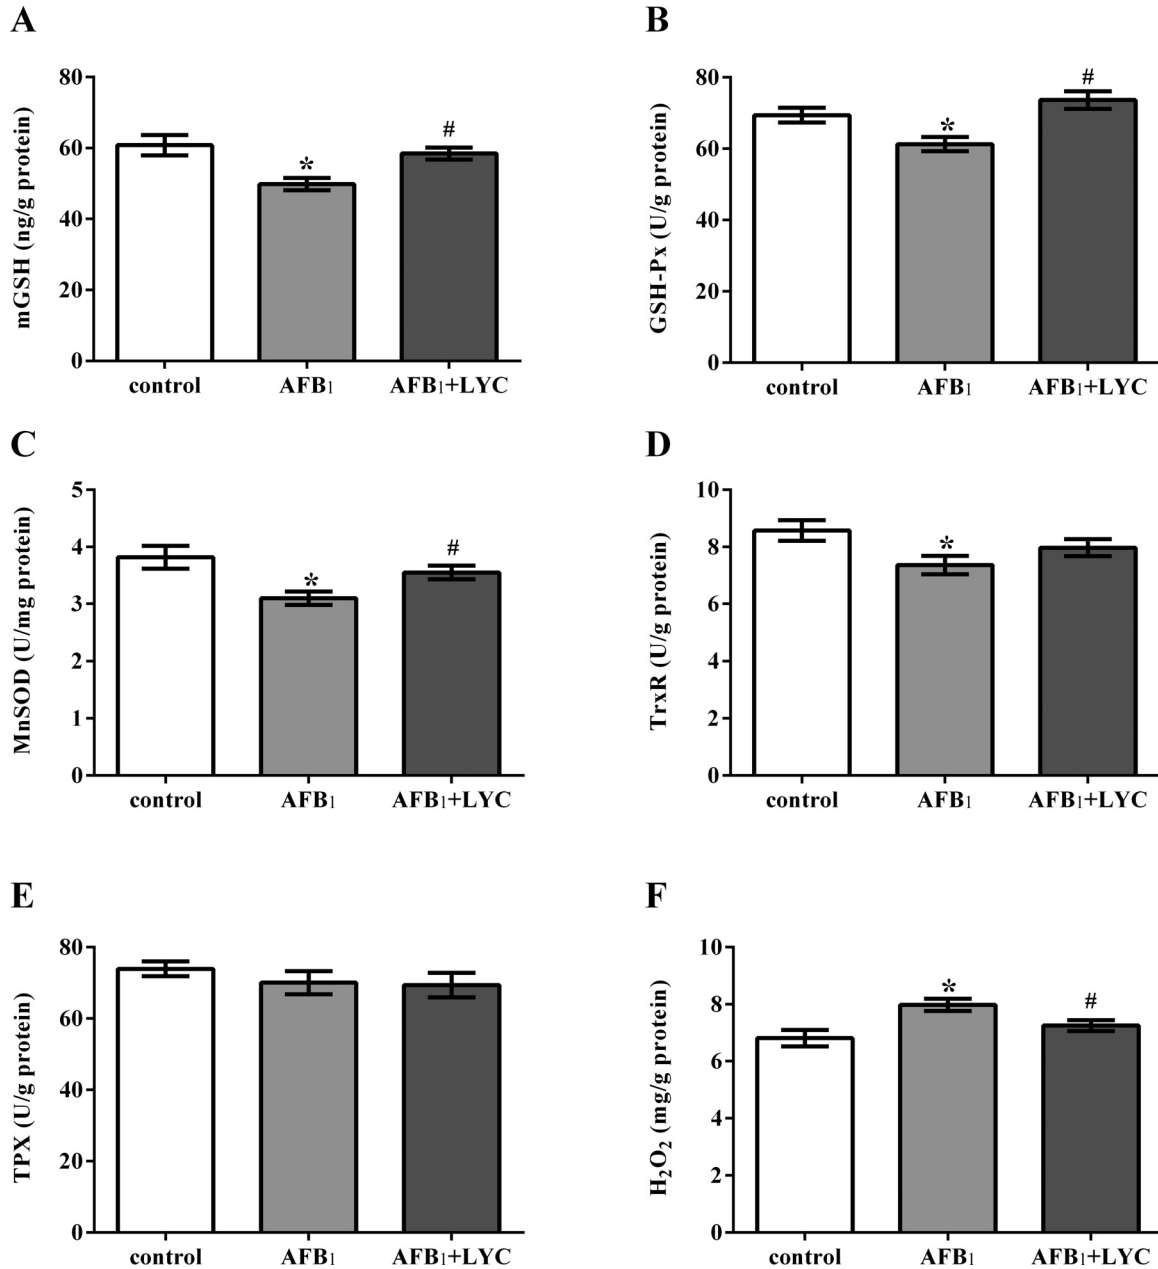 A
mGSH (ng/g protein)
80
60
40
20
0
*
#
control AFB1 AFB1+LYC
B
GSH-Px (U/g protein)
80
60
40
20
0
*
#
control AFB1 AFB1+LYC
C
MnSOD (U/mg protein)
5
4
3
2
1
0
*
#
control AFB1 AFB1+LYC
D
TrxR (U/g protein)
10
8
6
4
2
0
*
control AFB1 AFB1+LYC
E
TPX (U/g protein)
80
60
40
20
0
control AFB1 AFB1+LYC
F
H2O2 (mg/g protein)
10
8
6
4
2
0
*
#
control AFB1 AFB1+LYC